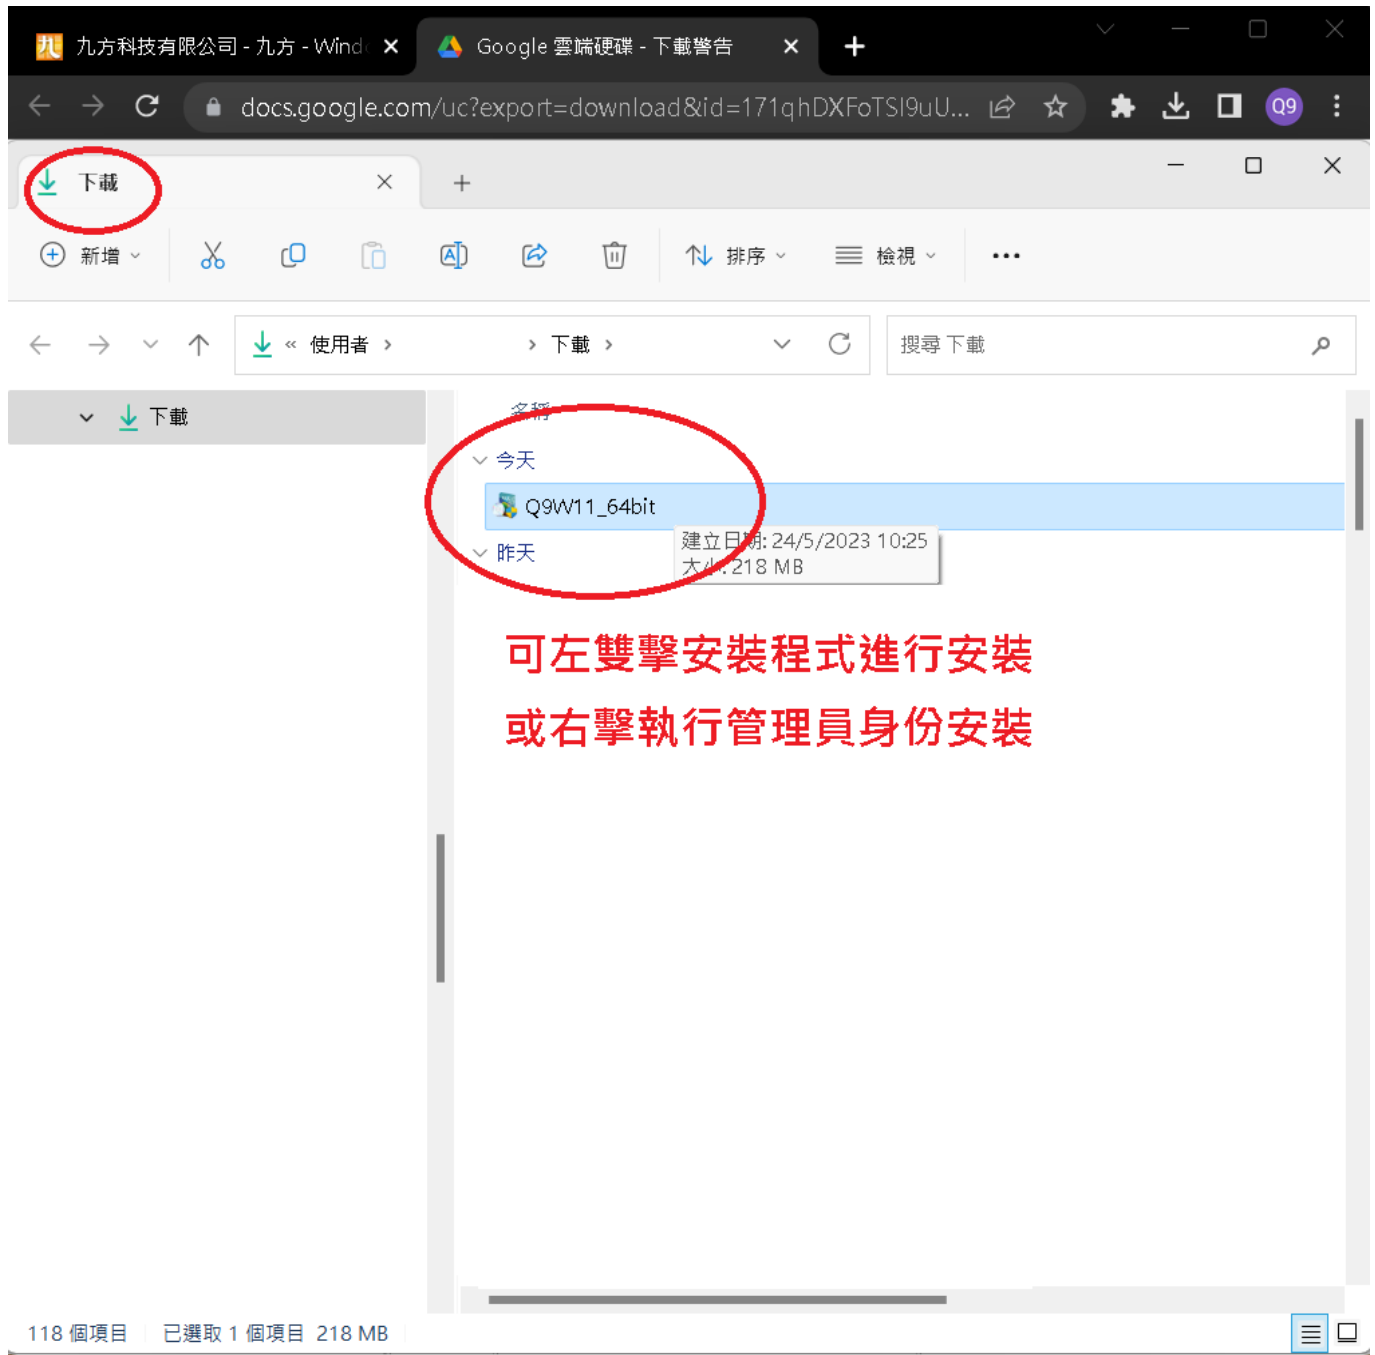 九方科技有限公司 - 九方 - Wind
Google 雲端硬碟 - 下載警告
docs.google.com/uc?export=download&id=171qhDXFoTSI9uU...
Q9
下載
新增
排序
檢視
« 使用者 › › 下載 ›
搜尋 下載
下載
名稱
今天
Q9W11_64bit
建立日期: 24/5/2023 10:25
大小: 218 MB
昨天
可左雙擊安裝程式進行安裝
或右擊執行管理員身份安裝
118 個項目 已選取 1 個項目 218 MB